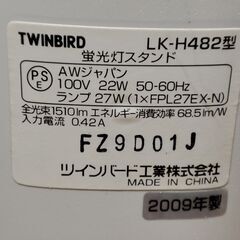 TWINBIRD LK-H482型
蛍光灯スタンド
PS
E
AWジャパン
100V 22W 50-60Hz
ランプ 27W (1×FPL27EX-N)
全光束1510lm エネルギー消費効率 68.5lm/W
入力電流 0.42A
FZ9D01J
ツインバード工業株式会社
MADE IN CHINA
2009年製